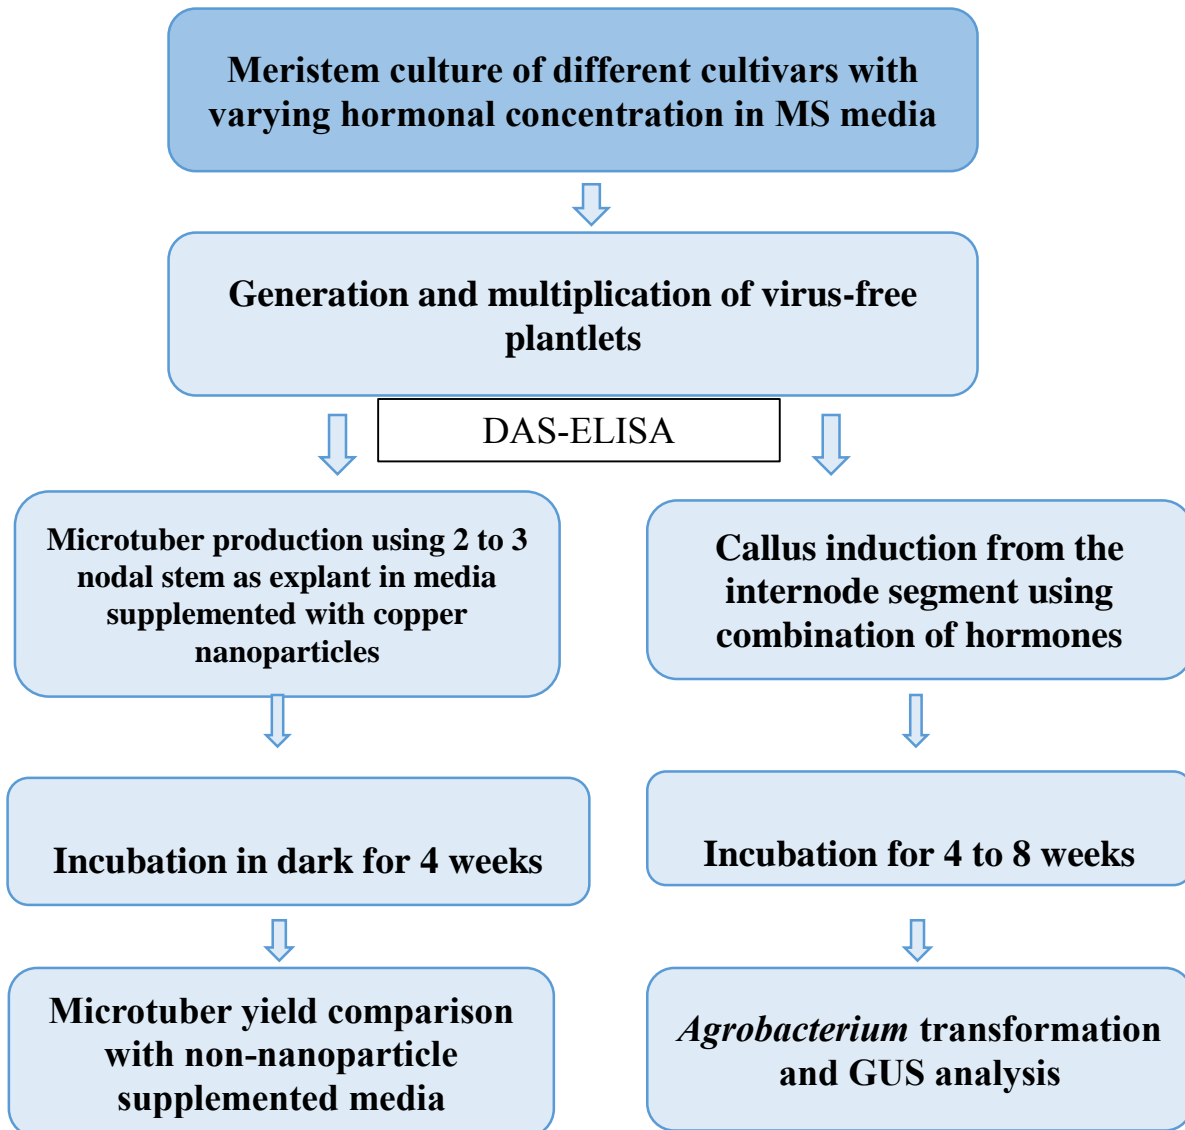 Meristem culture of different cultivars with
varying hormonal concentration in MS media
Generation and multiplication of virus-free
plantlets
DAS-ELISA
Microtuber production using 2 to 3
nodal stem as explant in media
supplemented with copper
nanoparticles
Incubation in dark for 4 weeks
Microtuber yield comparison
with non-nanoparticle
supplemented media
Callus induction from the
internode segment using
combination of hormones
Incubation for 4 to 8 weeks
Agrobacterium transformation
and GUS analysis